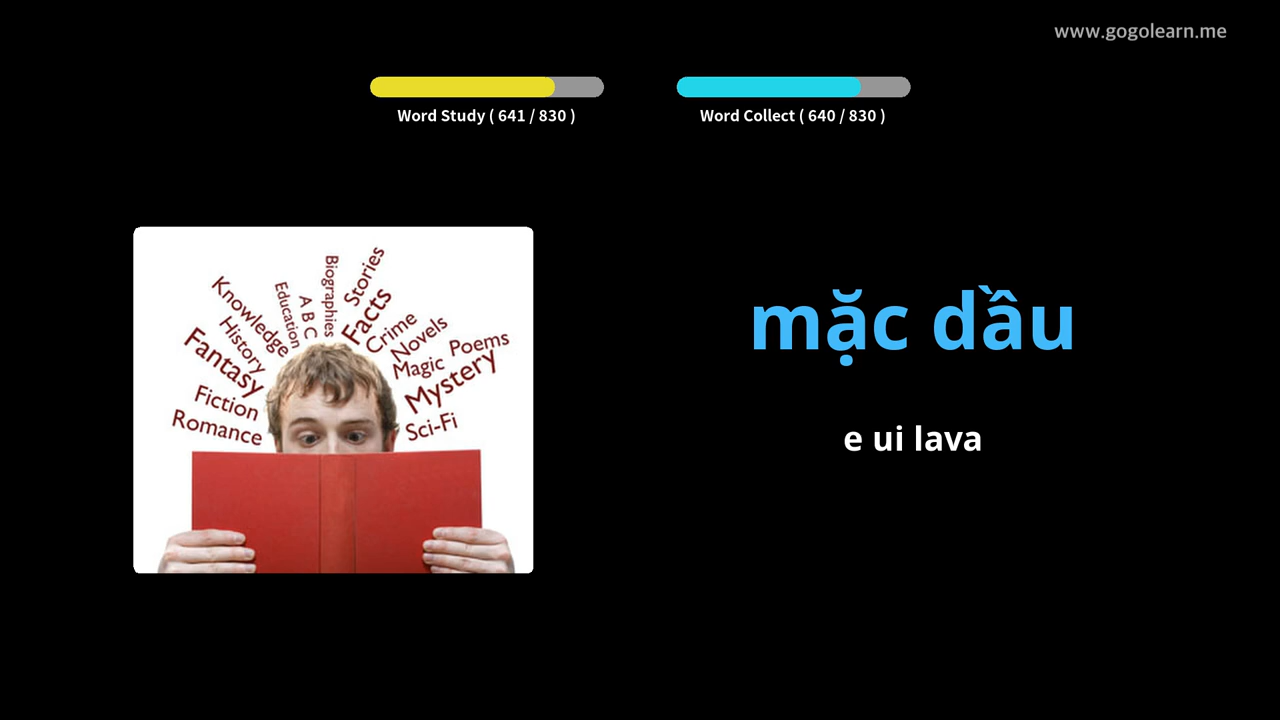 www.gogolearn.me
Word Study ( 641 / 830 )
Word Collect ( 640 / 830 )
Biographies
Stories
Education
A B C
Facts
Knowledge
Crime
History
Novels
Poems
Fantasy
Magic
Mystery
Fiction
Romance
Sci-Fi
mặc dầu
e ui lava